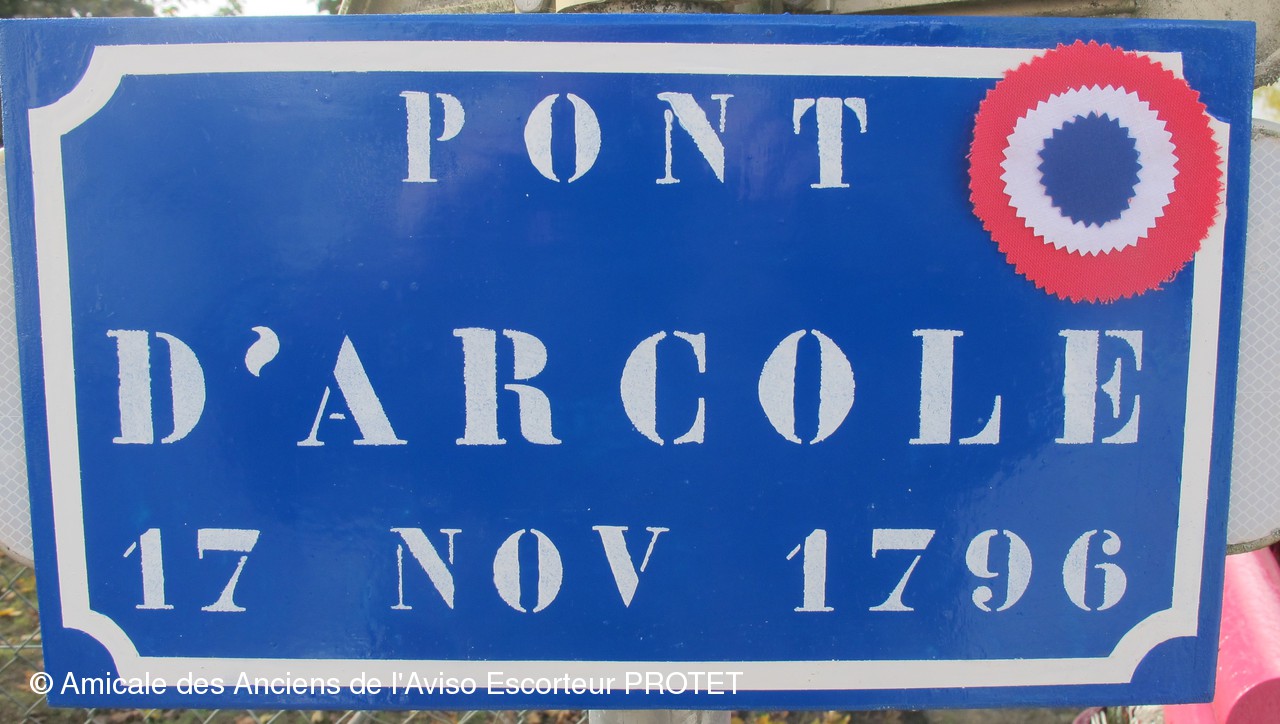 PONT
D'ARCOLE
17 NOV 1796
© Amicale des Anciens de l'Aviso Escorteur PROTET